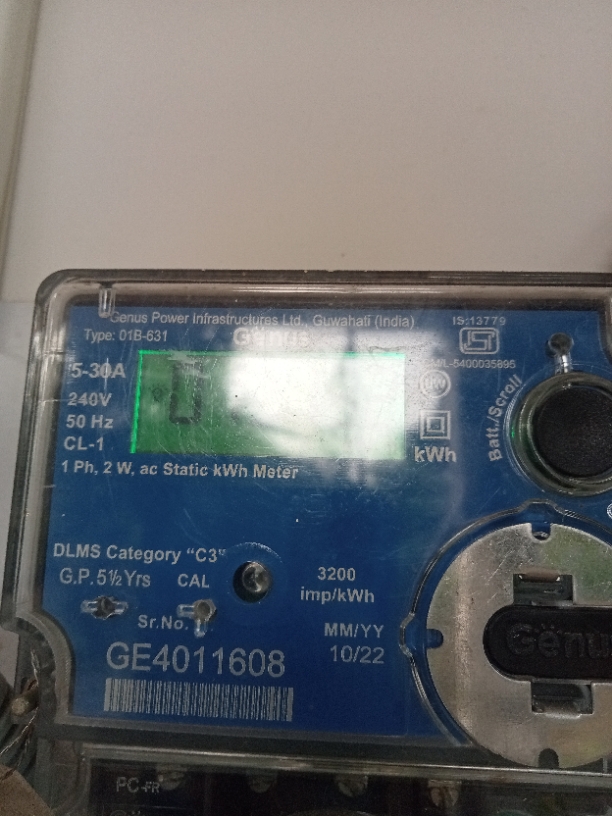 Genus Power Infrastructures Ltd., Guwahati (India)
IS:13779
Type: 01B-631
Genus
5-30A
240V
50 Hz
CL-1
kWh
Batt./Scroll
1 Ph, 2 W, ac Static kWh Meter
DLMS Category "C3"
G.P. 5½ Yrs
CAL
3200
imp/kWh
Sr.No.
MM/YY
GE4011608
10/22
Genus